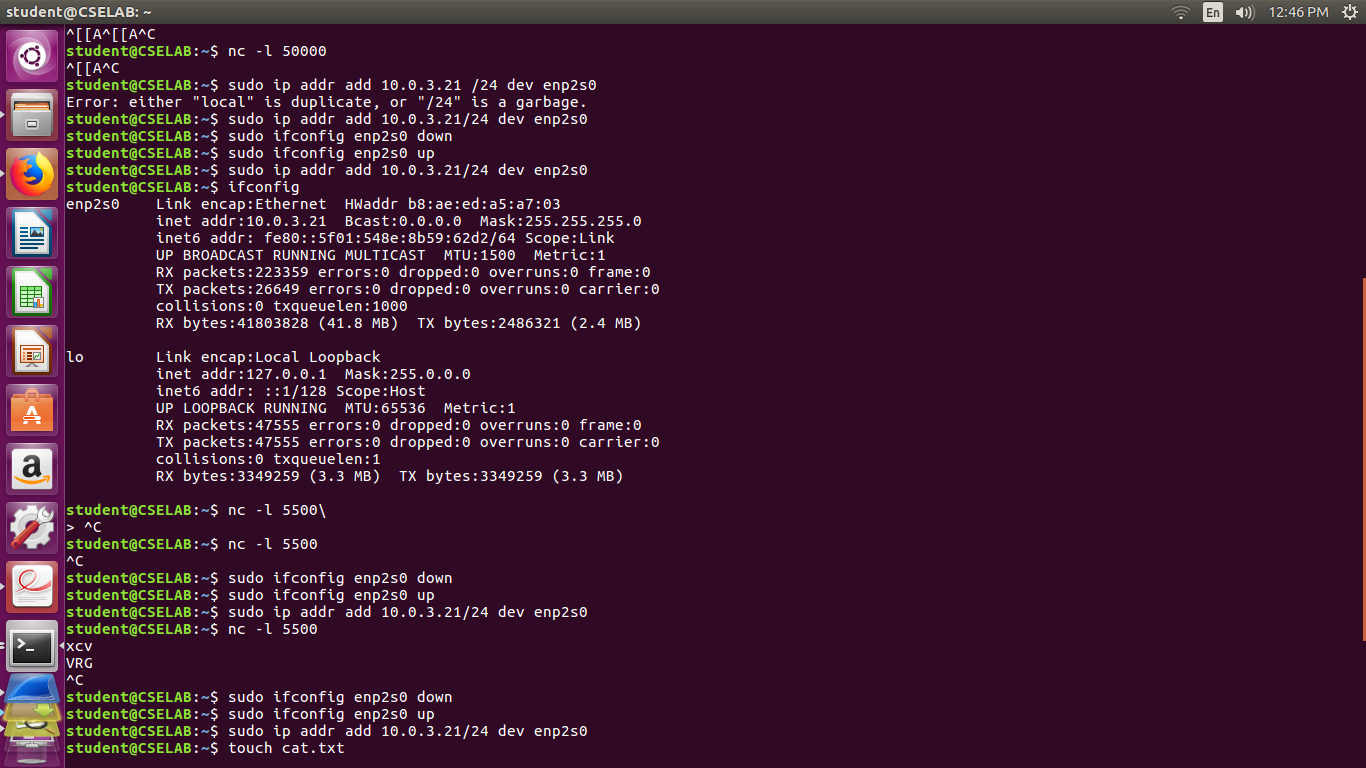 student@CSELAB: ~
En
12:46 PM
^[[A^[[A^C
student@CSELAB:~$ nc -l 50000
^[[A^C
student@CSELAB:~$ sudo ip addr add 10.0.3.21 /24 dev enp2s0
Error: either "local" is duplicate, or "/24" is a garbage.
student@CSELAB:~$ sudo ip addr add 10.0.3.21/24 dev enp2s0
student@CSELAB:~$ sudo ifconfig enp2s0 down
student@CSELAB:~$ sudo ifconfig enp2s0 up
student@CSELAB:~$ sudo ip addr add 10.0.3.21/24 dev enp2s0
student@CSELAB:~$ ifconfig
enp2s0    Link encap:Ethernet  HWaddr b8:ae:ed:a5:a7:03
          inet addr:10.0.3.21  Bcast:0.0.0.0  Mask:255.255.255.0
          inet6 addr: fe80::5f01:548e:8b59:62d2/64 Scope:Link
          UP BROADCAST RUNNING MULTICAST  MTU:1500  Metric:1
          RX packets:223359 errors:0 dropped:0 overruns:0 frame:0
          TX packets:26649 errors:0 dropped:0 overruns:0 carrier:0
          collisions:0 txqueuelen:1000
          RX bytes:41803828 (41.8 MB)  TX bytes:2486321 (2.4 MB)

lo        Link encap:Local Loopback
          inet addr:127.0.0.1  Mask:255.0.0.0
          inet6 addr: ::1/128 Scope:Host
          UP LOOPBACK RUNNING  MTU:65536  Metric:1
          RX packets:47555 errors:0 dropped:0 overruns:0 frame:0
          TX packets:47555 errors:0 dropped:0 overruns:0 carrier:0
          collisions:0 txqueuelen:1
          RX bytes:3349259 (3.3 MB)  TX bytes:3349259 (3.3 MB)

student@CSELAB:~$ nc -l 5500\
> ^C
student@CSELAB:~$ nc -l 5500
^C
student@CSELAB:~$ sudo ifconfig enp2s0 down
student@CSELAB:~$ sudo ifconfig enp2s0 up
student@CSELAB:~$ sudo ip addr add 10.0.3.21/24 dev enp2s0
student@CSELAB:~$ nc -l 5500
xcv
VRG
^C
student@CSELAB:~$ sudo ifconfig enp2s0 down
student@CSELAB:~$ sudo ifconfig enp2s0 up
student@CSELAB:~$ sudo ip addr add 10.0.3.21/24 dev enp2s0
student@CSELAB:~$ touch cat.txt